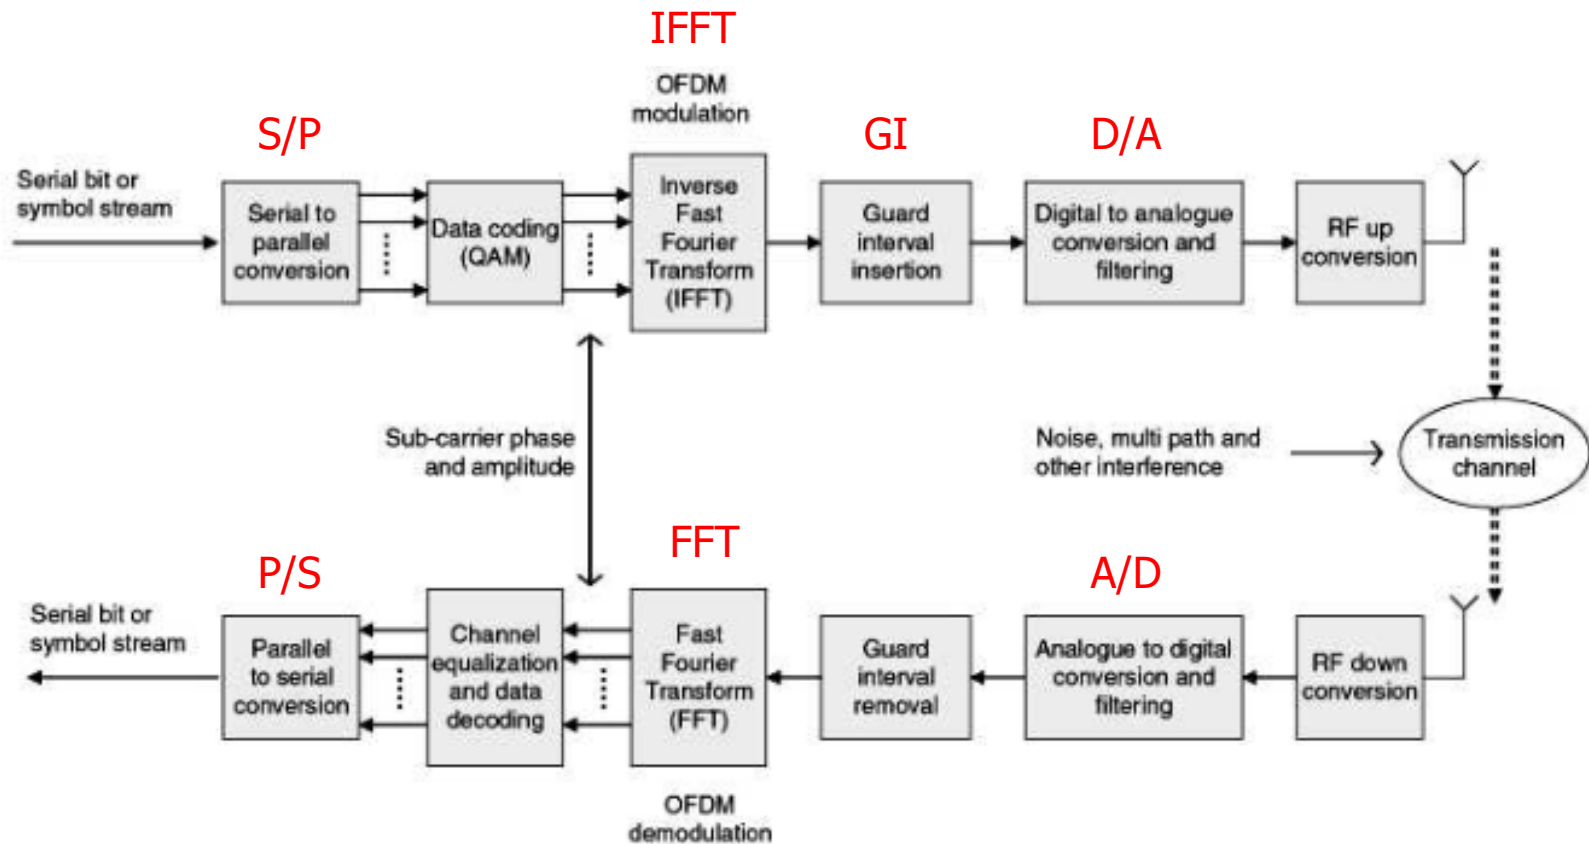 IFFT
OFDM
modulation
S/P
GI
D/A
Serial bit or
symbol stream
Serial to
parallel
conversion
Data coding
(QAM)
Inverse
Fast
Fourier
Transform
(IFFT)
Guard
interval
insertion
Digital to analogue
conversion and
filtering
RF up
conversion
Sub-carrier phase
and amplitude
Noise, multi path and
other interference
Transmission
channel
P/S
FFT
A/D
Serial bit or
symbol stream
Parallel
to serial
conversion
Channel
equalization
and data
decoding
Fast
Fourier
Transform
(FFT)
Guard
interval
removal
Analogue to digital
conversion and
filtering
RF down
conversion
OFDM
demodulation